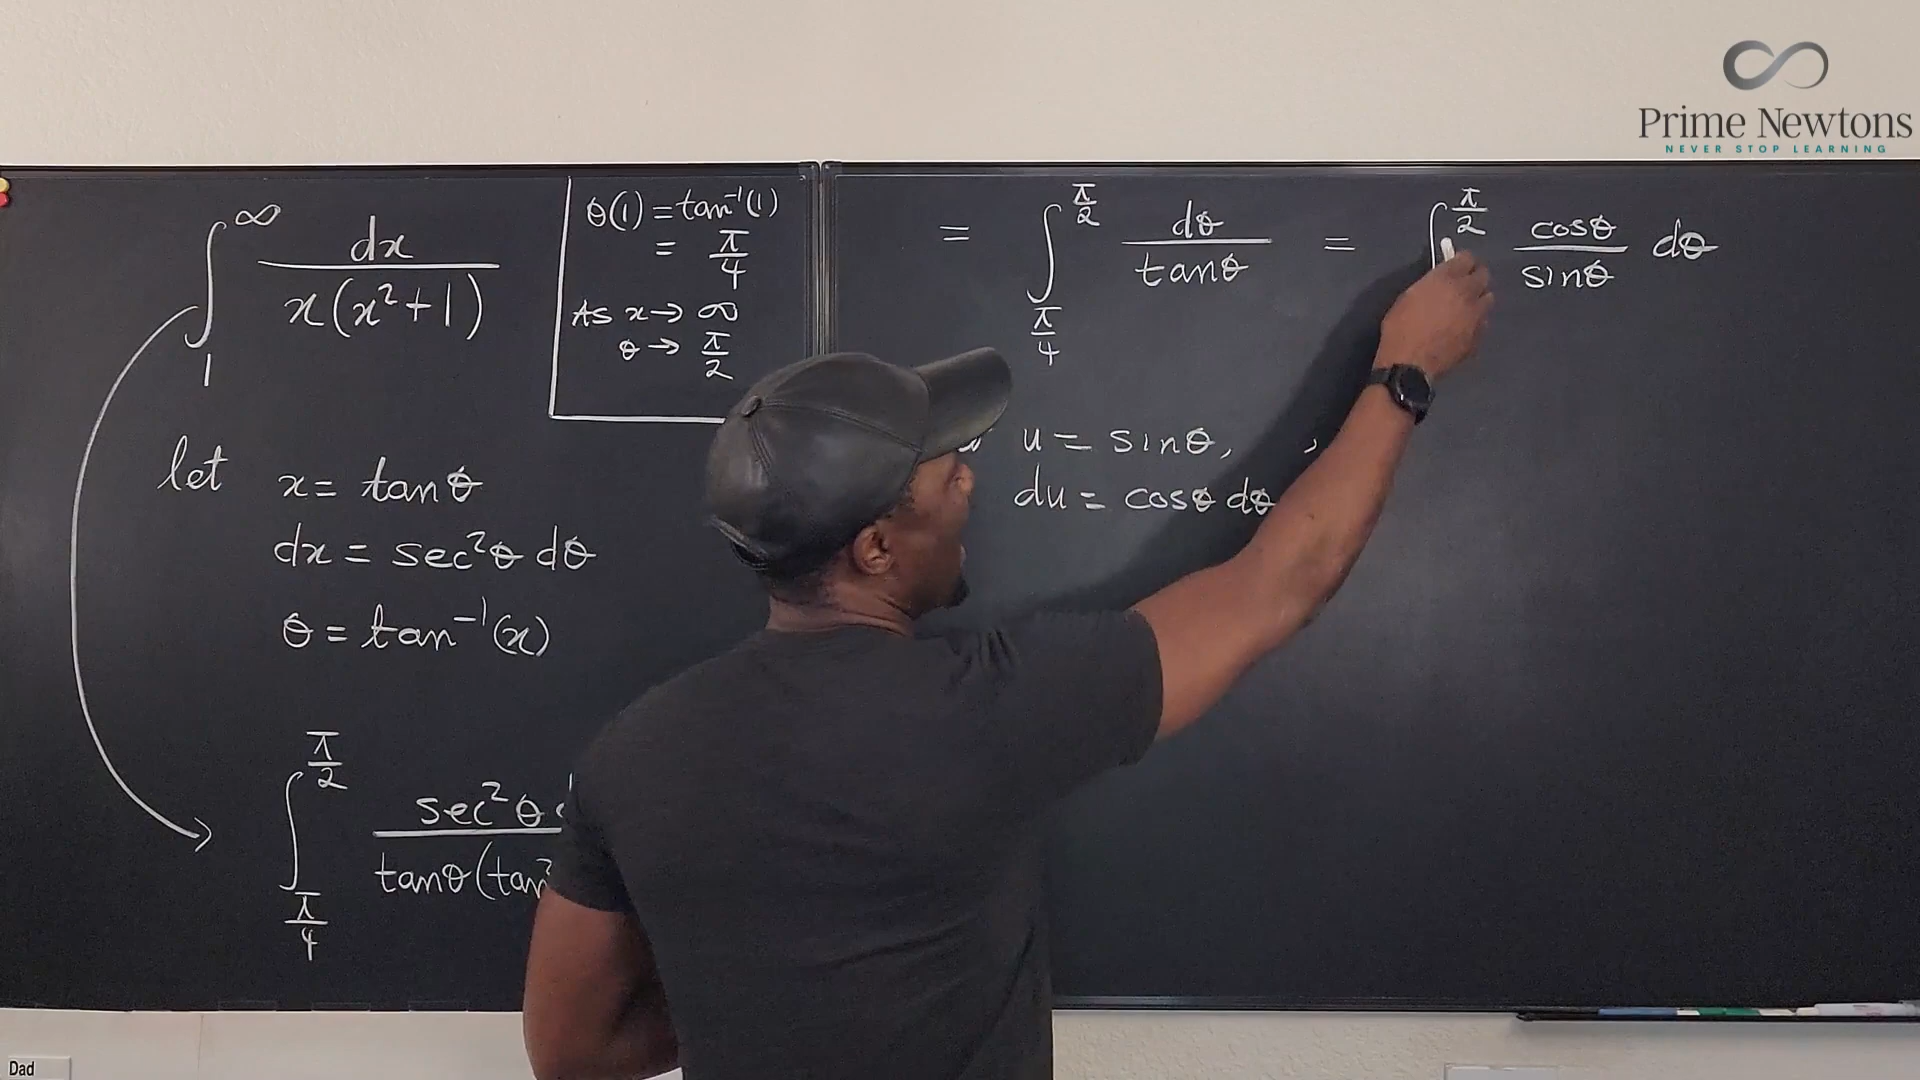 Prime Newtons
NEVER STOP LEARNING
∫₁^∞ dx / x(x²+1)
θ(1) = tan⁻¹(1)
= π/4
As x → ∞
θ → π/2
let x = tanθ
dx = sec²θ dθ
θ = tan⁻¹(x)
∫_{π/4}^{π/2} sec²θ / tanθ(tan²
= ∫_{π/4}^{π/2} dθ / tanθ = ∫^{π/2} cosθ / sinθ dθ
u = sinθ,
du = cosθ dθ
Dad